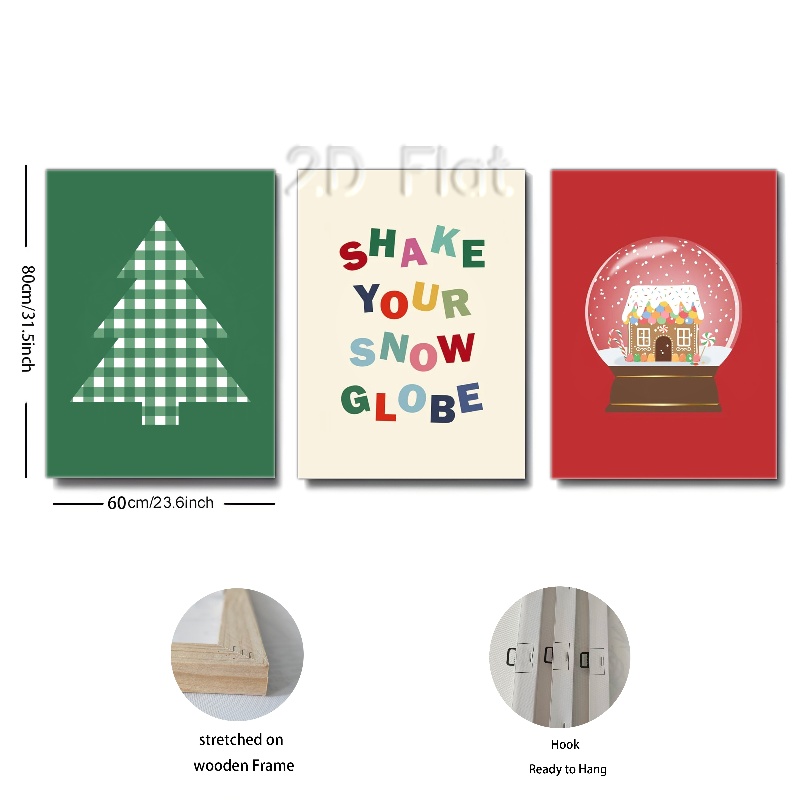 2.D Flat.
SHAKE
YOUR
SNOW
GLOBE
80cm/31.5inch
60cm/23.6inch
stretched on
wooden Frame
Hook
Ready to Hang